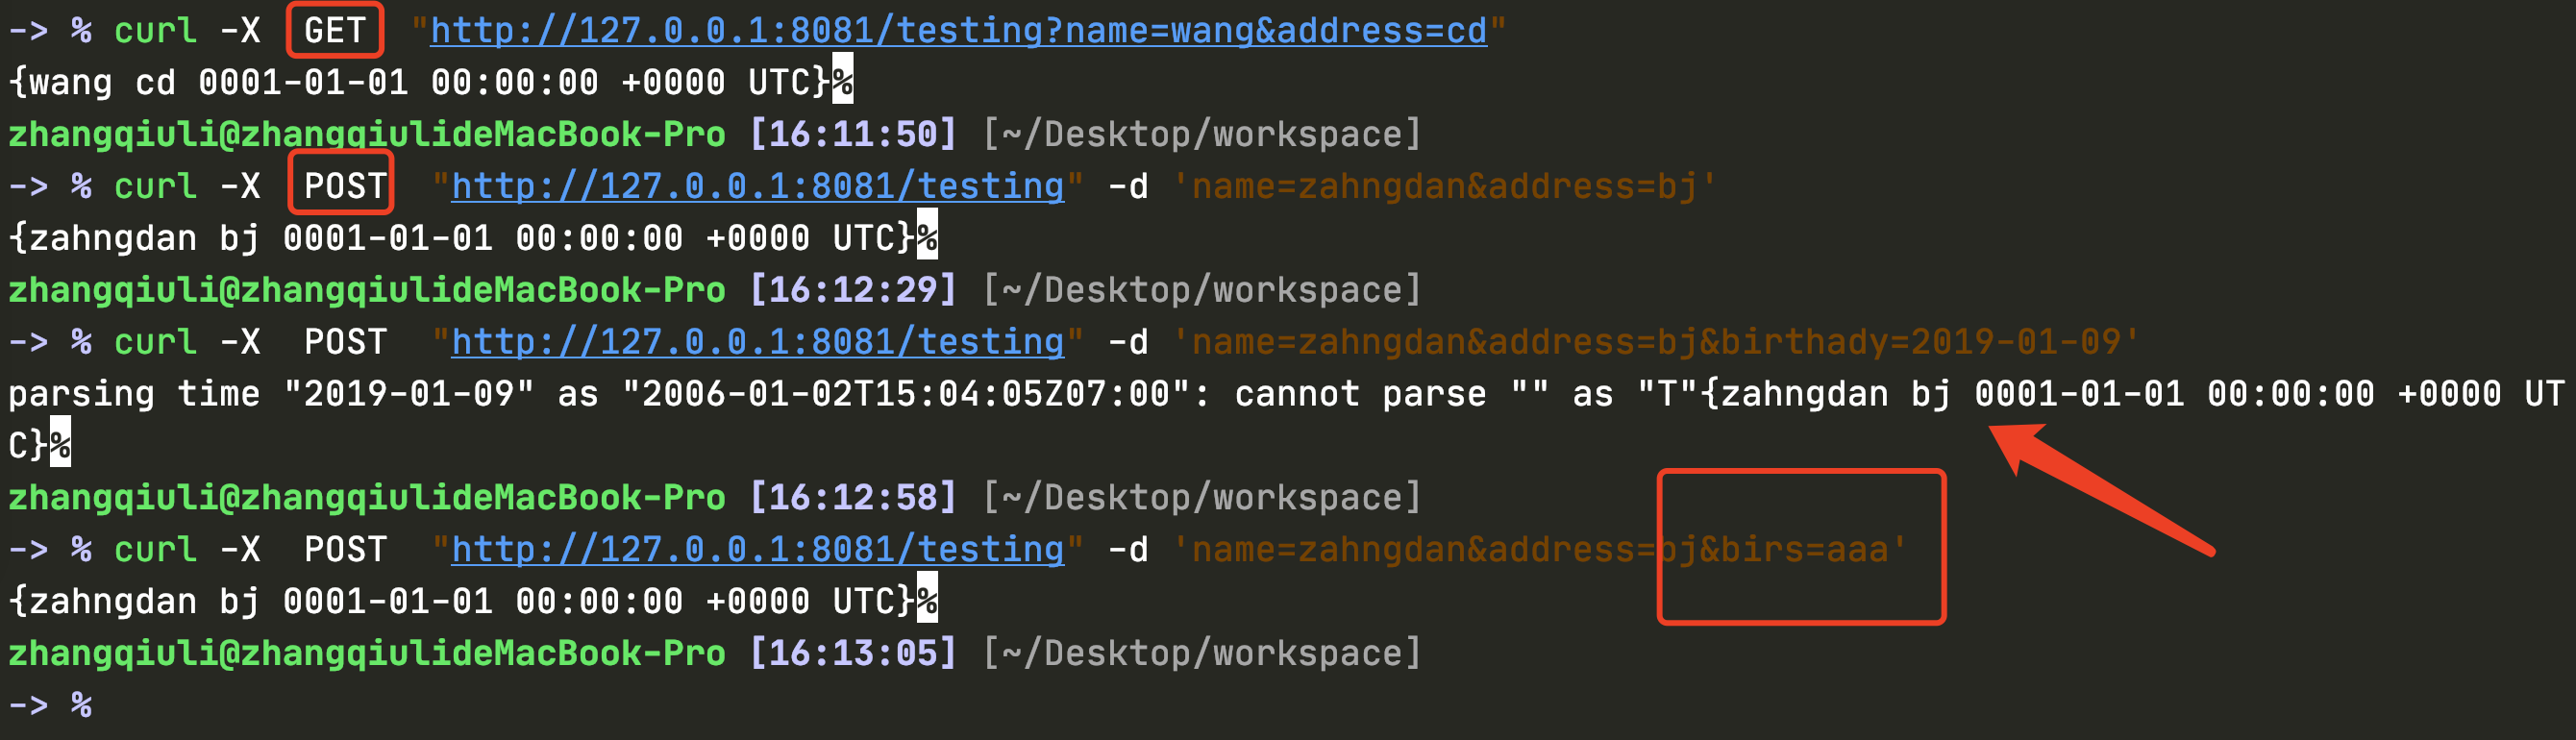 -> % curl -X  GET  "http://127.0.0.1:8081/testing?name=wang&address=cd"
{wang cd 0001-01-01 00:00:00 +0000 UTC}%
zhangqiuli@zhangqiulideMacBook-Pro [16:11:50] [~/Desktop/workspace]
-> % curl -X  POST  "http://127.0.0.1:8081/testing" -d 'name=zahngdan&address=bj'
{zahngdan bj 0001-01-01 00:00:00 +0000 UTC}%
zhangqiuli@zhangqiulideMacBook-Pro [16:12:29] [~/Desktop/workspace]
-> % curl -X  POST  "http://127.0.0.1:8081/testing" -d 'name=zahngdan&address=bj&birthady=2019-01-09'
parsing time "2019-01-09" as "2006-01-02T15:04:05Z07:00": cannot parse "" as "T"{zahngdan bj 0001-01-01 00:00:00 +0000 UT
C}%
zhangqiuli@zhangqiulideMacBook-Pro [16:12:58] [~/Desktop/workspace]
-> % curl -X  POST  "http://127.0.0.1:8081/testing" -d 'name=zahngdan&address=bj&birs=aaa'
{zahngdan bj 0001-01-01 00:00:00 +0000 UTC}%
zhangqiuli@zhangqiulideMacBook-Pro [16:13:05] [~/Desktop/workspace]
-> %